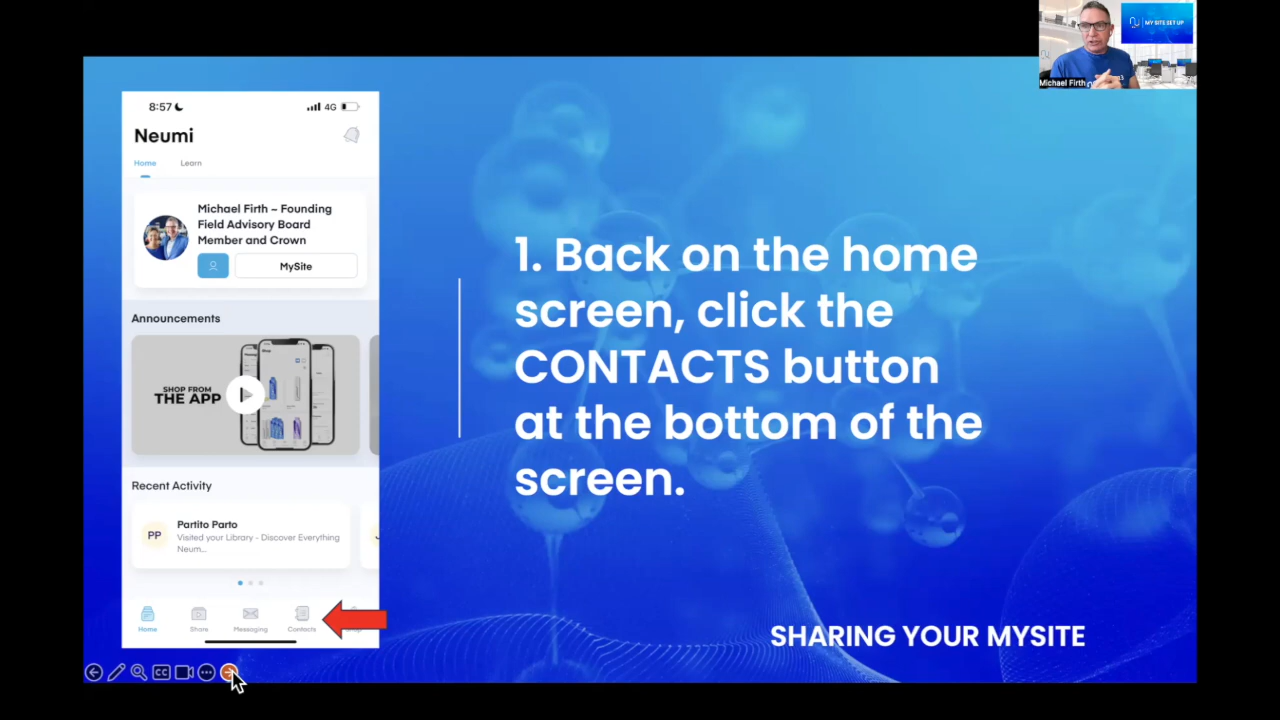 MY SITE SET UP
Michael Firth
8:57
4G
Neumi
Home
Learn
Michael Firth – Founding
Field Advisory Board
Member and Crown
MySite
Announcements
SHOP FROM
THE APP
Recent Activity
PP
Partito Parto
Visited your Library - Discover Everything
Neum...
Home
Share
Messaging
Contacts
1. Back on the home
screen, click the
CONTACTS button
at the bottom of the
screen.
SHARING YOUR MYSITE
CC